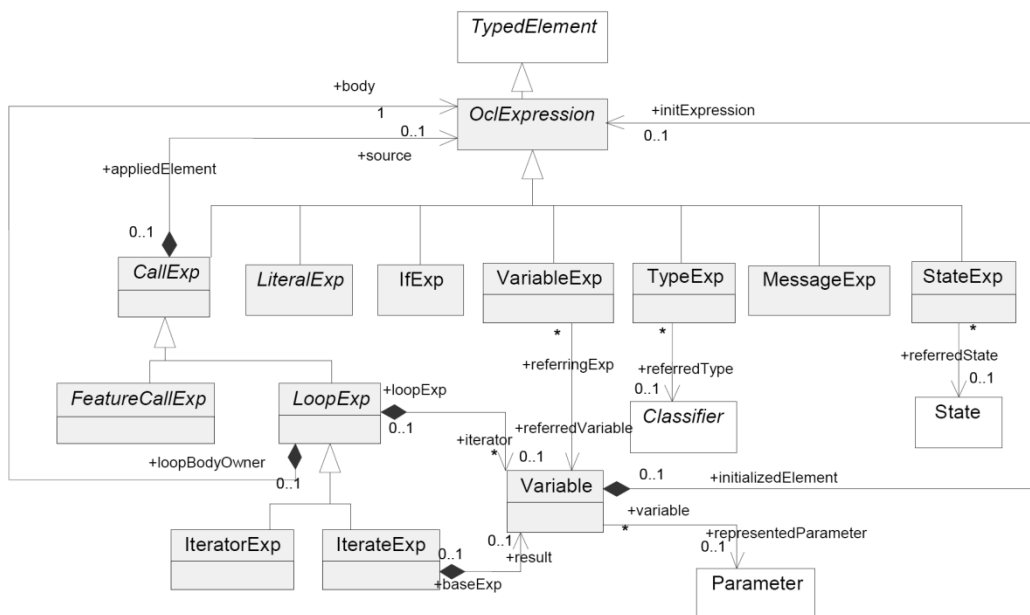 TypedElement
+body
1
OclExpression
+initExpression
0..1
0..1
+source
+appliedElement
0..1
CallExp
LiteralExp
IfExp
VariableExp
TypeExp
MessageExp
StateExp
*
*
*
+referringExp
+referredType
+referredState
0..1
0..1
FeatureCallExp
LoopExp
+loopExp
0..1
Classifier
State
+loopBodyOwner
0..1
+iterator
*
+referredVariable
0..1
Variable
0..1
+initializedElement
+variable
*
+representedParameter
0..1
IteratorExp
IterateExp
0..1
+baseExp
0..1
+result
Parameter